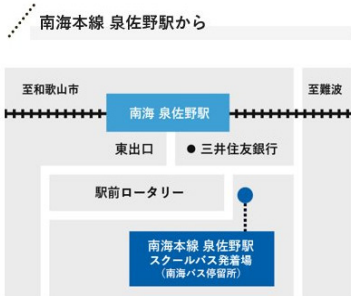 南海本線 泉佐野駅から
至和歌山市
至難波
南海 泉佐野駅
東出口
● 三井住友銀行
駅前ロータリー
南海本線 泉佐野駅
スクールバス発着場
(南海バス停留所)